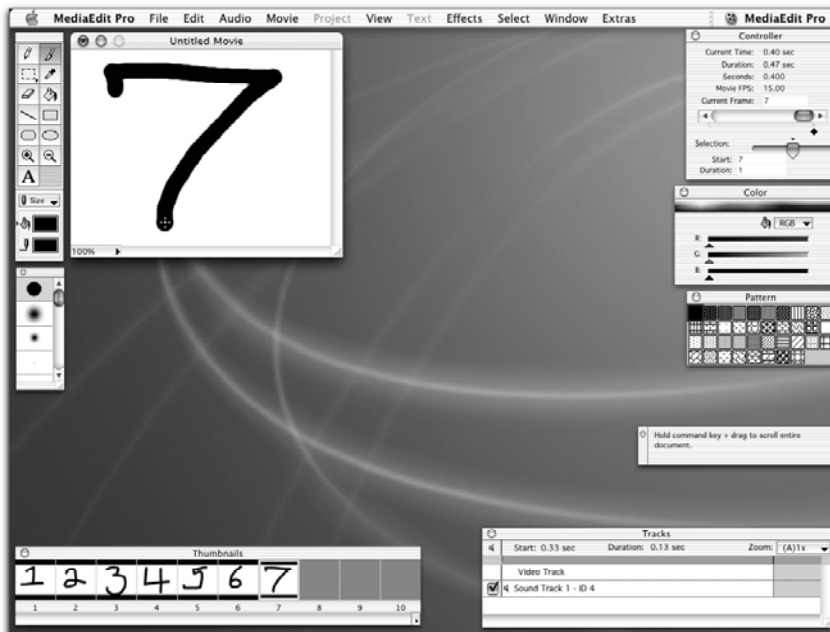 MediaEdit Pro File Edit Audio Movie Project View Text Effects Select Window Extras MediaEdit Pro
Untitled Movie
7
100%
A
Size
Controller
Current Time: 0.40 sec
Duration: 0.47 sec
Seconds: 0.400
Movie FPS: 15.00
Current Frame: 7
Selection:
Start: 7
Duration: 1
Color
RGB
R:
G:
B:
Pattern
Hold command key + drag to scroll entire
document.
Thumbnails
1 2 3 4 5 6 7
1 2 3 4 5 6 7 8 9 10
Tracks
Start: 0.33 sec Duration: 0.13 sec Zoom: (A)1x
Video Track
Sound Track 1 - ID 4